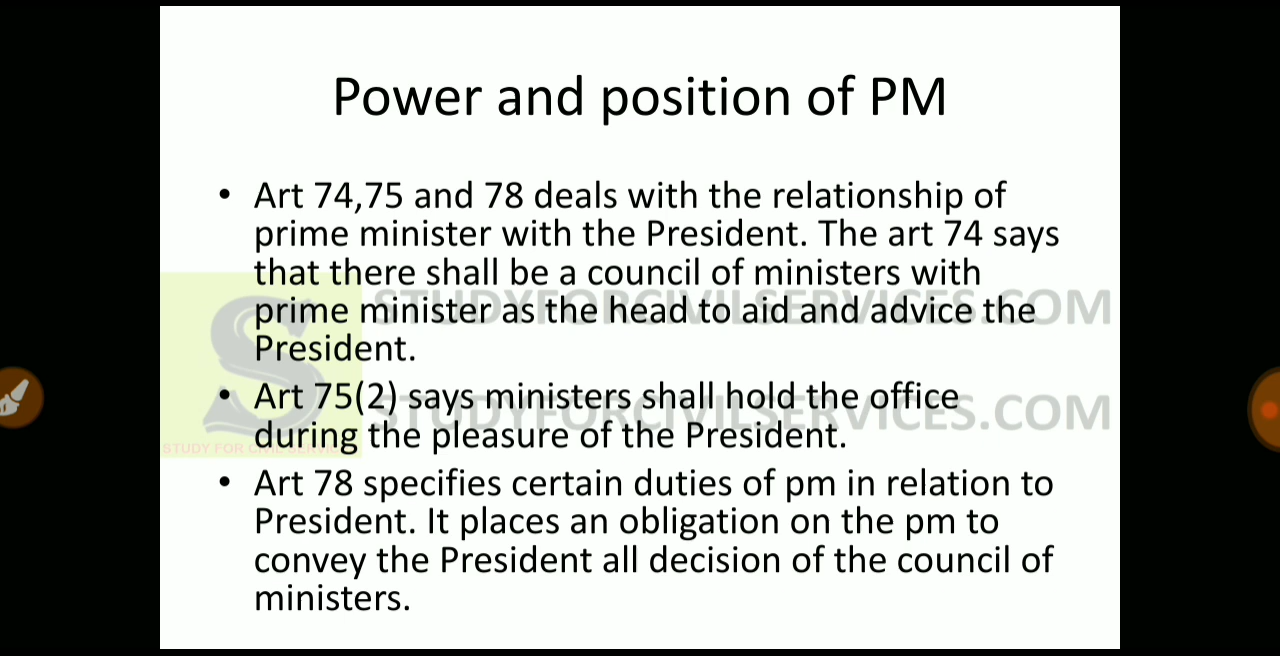 Power and position of PM
• Art 74,75 and 78 deals with the relationship of
prime minister with the President. The art 74 says
that there shall be a council of ministers with
prime minister as the head to aid and advice the
President.
• Art 75(2) says ministers shall hold the office
during the pleasure of the President.
• Art 78 specifies certain duties of pm in relation to
President. It places an obligation on the pm to
convey the President all decision of the council of
ministers.
STUDYFORCIVILSERVICES.COM
STUDYFORCIVILSERVICES.COM
S
STUDY FOR CIVIL SERVICES